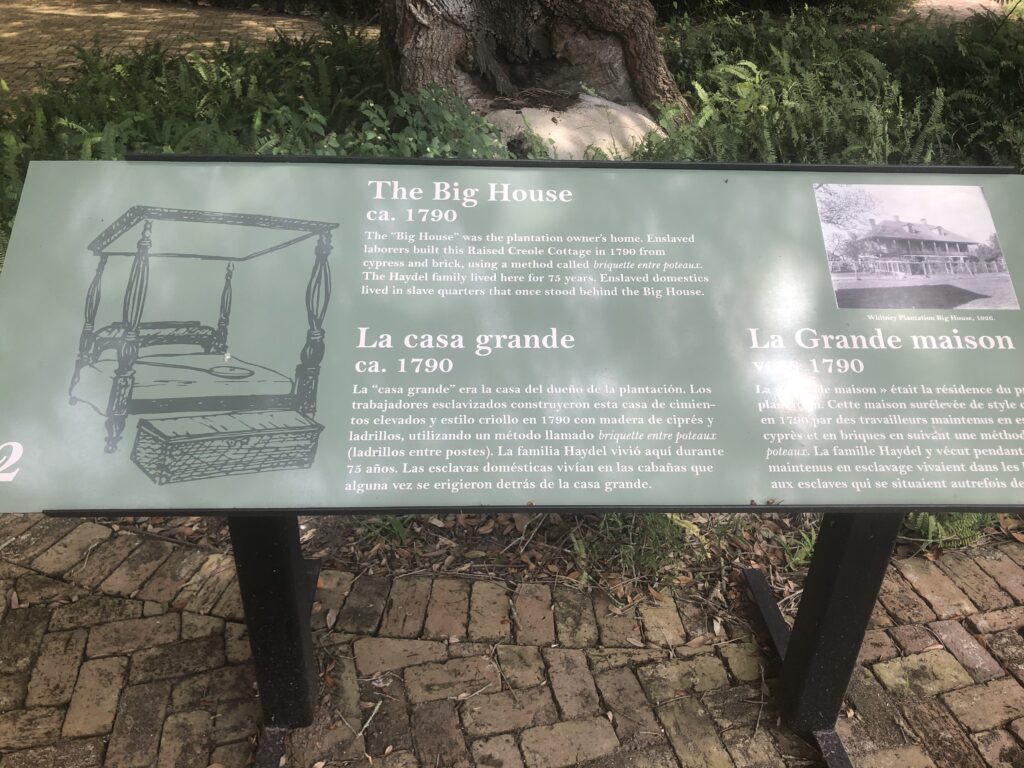 The Big House
ca. 1790
The "Big House" was the plantation owner's home. Enslaved
laborers built this Raised Creole Cottage in 1790 from
cypress and brick, using a method called briquette entre poteaux.
The Haydel family lived here for 75 years. Enslaved domestics
lived in slave quarters that once stood behind the Big House.
Whitney Plantation Big House, 1926.
La casa grande
ca. 1790
La "casa grande" era la casa del dueño de la plantación. Los
trabajadores esclavizados construyeron esta casa de cimien-
tos elevados y estilo criollo en 1790 con madera de ciprés y
ladrillos, utilizando un método llamado briquette entre poteaux
(ladrillos entre postes). La familia Haydel vivió aquí durante
75 años. Las esclavas domésticas vivían en las cabañas que
alguna vez se erigieron detrás de la casa grande.
La Grande maison
1790
La maison » était la résidence du
Cette maison surélevée de style
en 1790 par des travailleurs maintenus en
cyprès et en briques en suivant une
poteaux. La famille Haydel y vécut
maintenus en esclavage vivaient dans les
aux esclaves qui se situaient autrefois
2